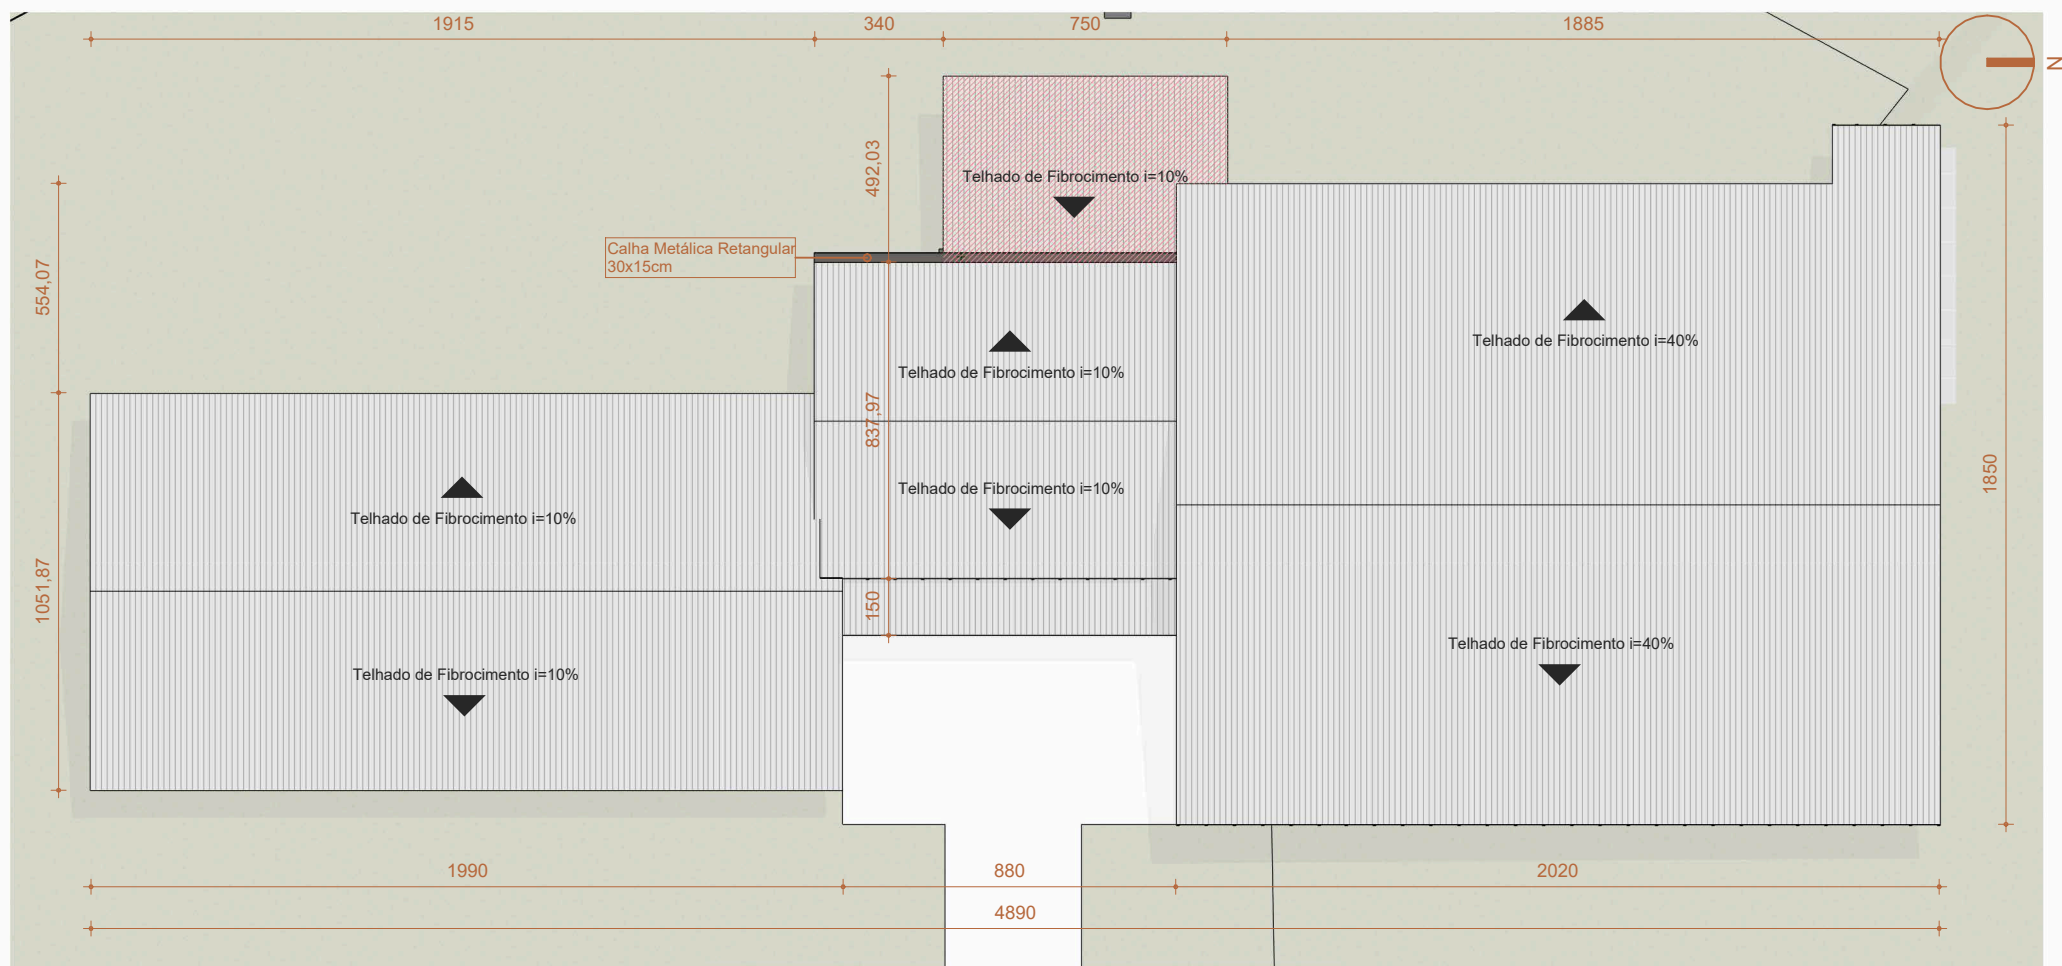 1915
340
750
1885
N
492,03
Telhado de Fibrocimento i=10%
Calha Metálica Retangular
30x15cm
554,07
Telhado de Fibrocimento i=40%
Telhado de Fibrocimento i=10%
837,97
1850
Telhado de Fibrocimento i=10%
Telhado de Fibrocimento i=10%
1051,87
150
Telhado de Fibrocimento i=40%
Telhado de Fibrocimento i=10%
1990
880
2020
4890